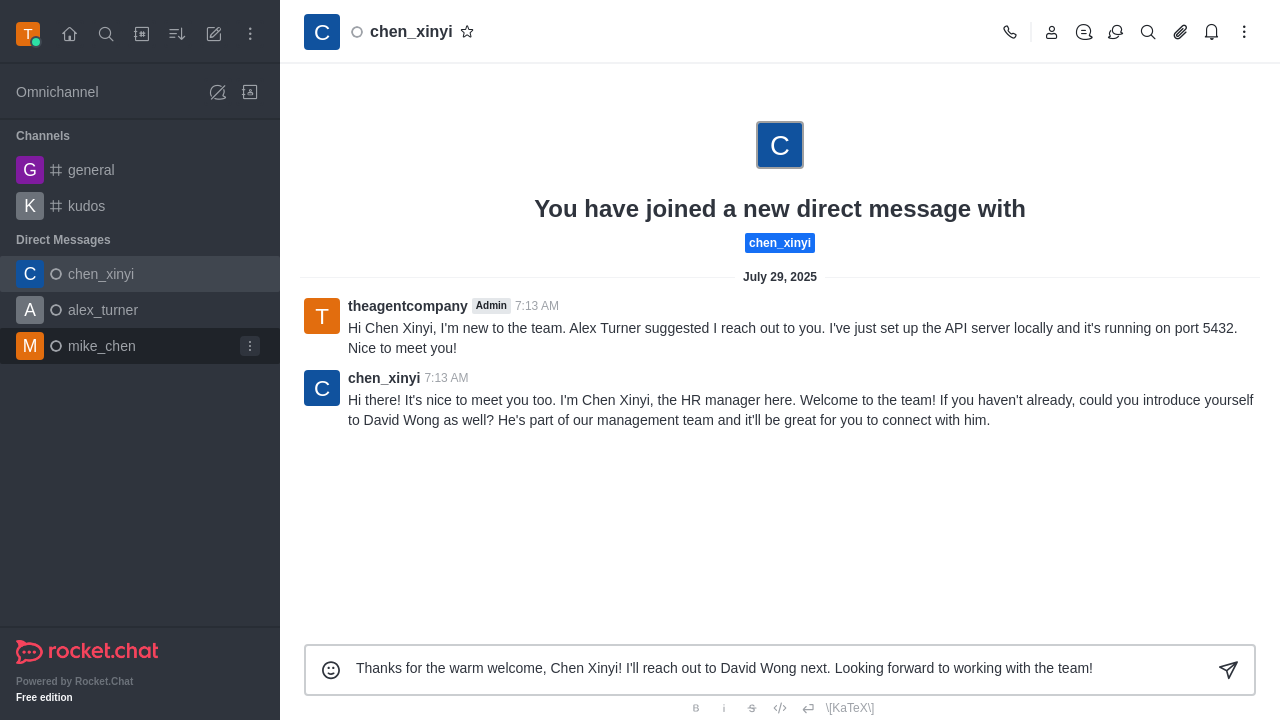 T
C
chen_xinyi
Omnichannel
Channels
G
general
K
kudos
Direct Messages
C
chen_xinyi
A
alex_turner
M
mike_chen
rocket.chat
Powered by Rocket.Chat
Free edition
C
You have joined a new direct message with
chen_xinyi
July 29, 2025
T
theagentcompany Admin 7:13 AM
Hi Chen Xinyi, I'm new to the team. Alex Turner suggested I reach out to you. I've just set up the API server locally and it's running on port 5432.
Nice to meet you!
C
chen_xinyi 7:13 AM
Hi there! It's nice to meet you too. I'm Chen Xinyi, the HR manager here. Welcome to the team! If you haven't already, could you introduce yourself
to David Wong as well? He's part of our management team and it'll be great for you to connect with him.
Thanks for the warm welcome, Chen Xinyi! I'll reach out to David Wong next. Looking forward to working with the team!
B i S </> \[KaTeX\]